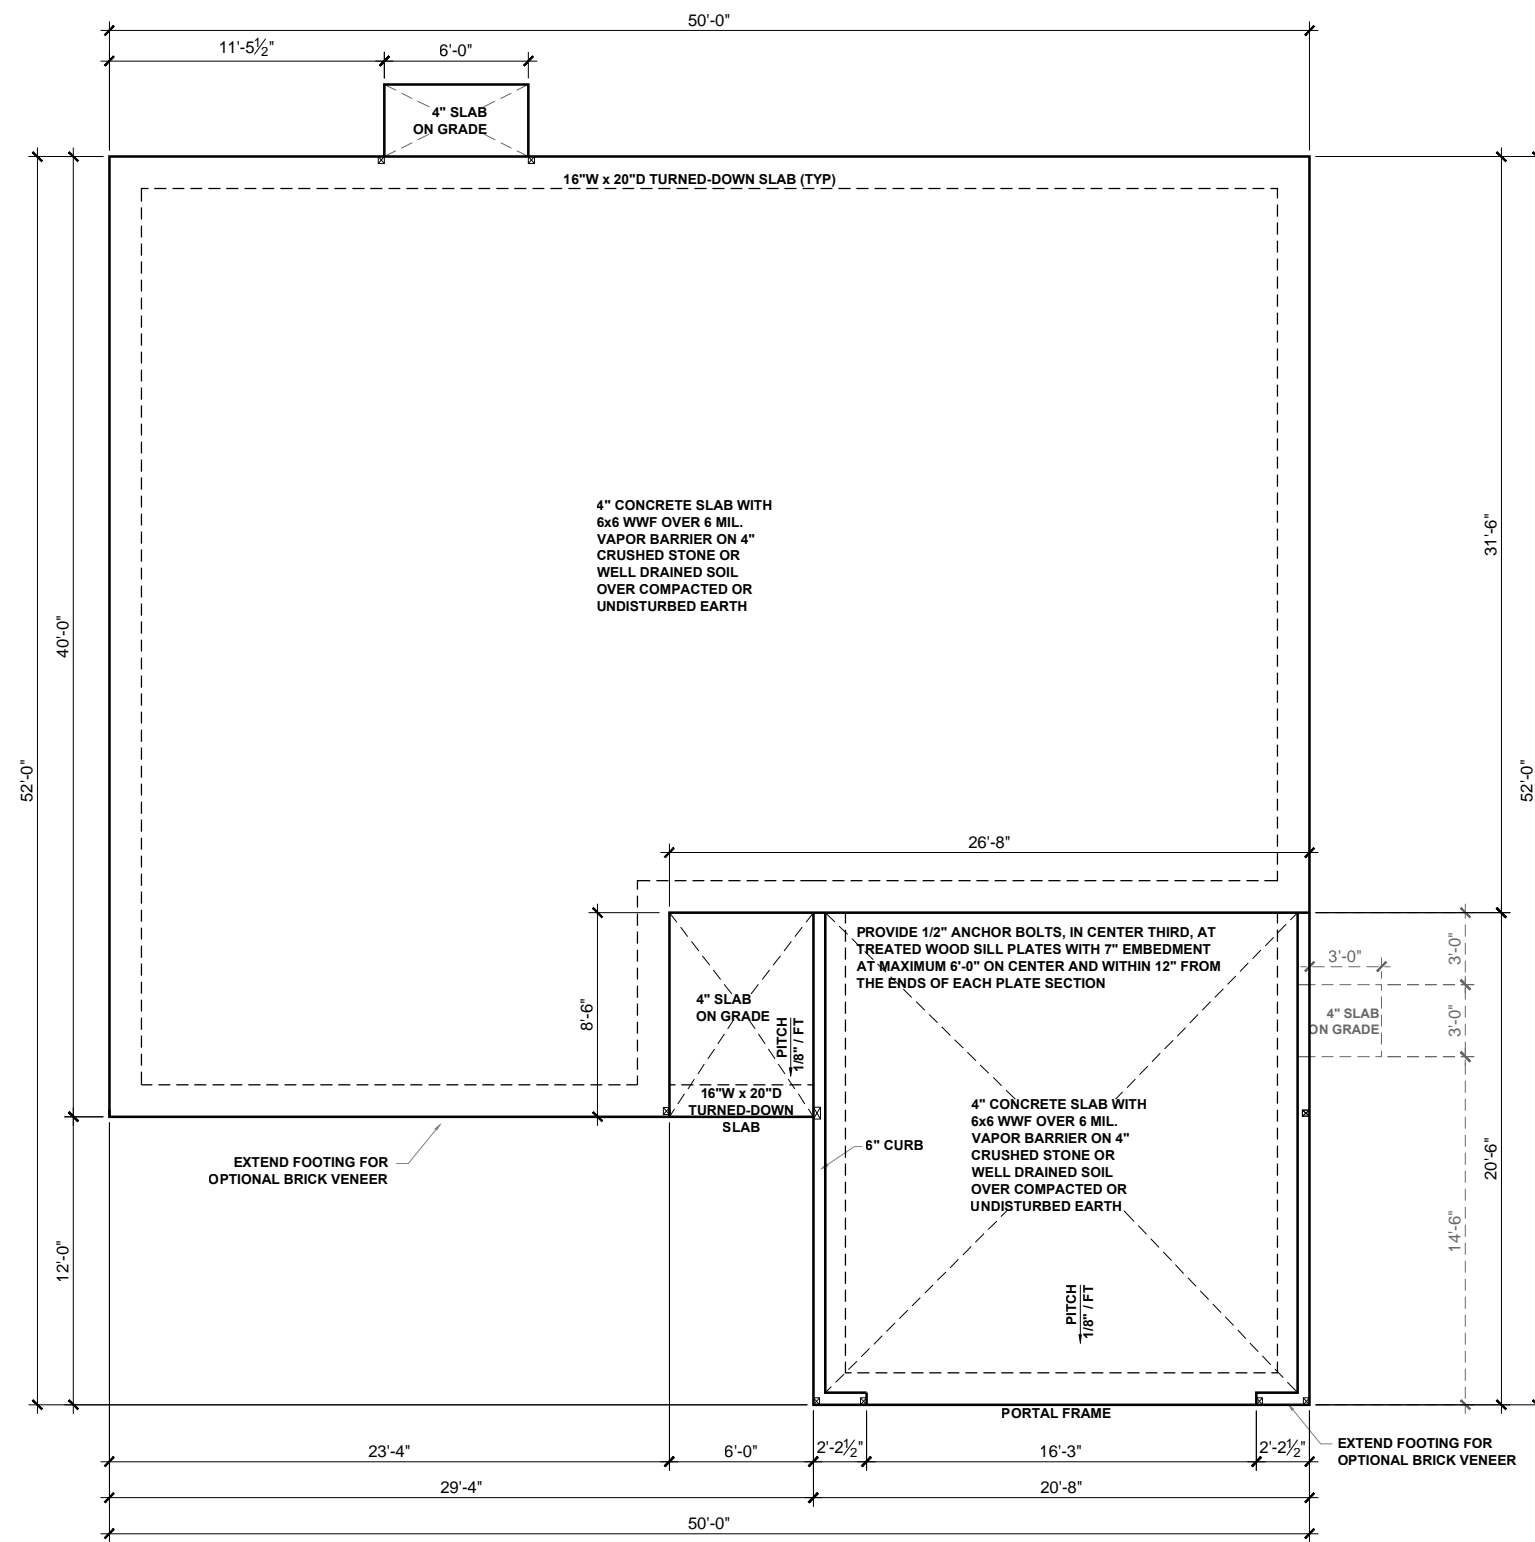 50'-0"
11'-5½"
6'-0"
4" SLAB
ON GRADE
16"W x 20"D TURNED-DOWN SLAB (TYP)
4" CONCRETE SLAB WITH
6x6 WWF OVER 6 MIL.
VAPOR BARRIER ON 4"
CRUSHED STONE OR
WELL DRAINED SOIL
OVER COMPACTED OR
UNDISTURBED EARTH
31'-6"
40'-0"
52'-0"
52'-0"
26'-8"
PROVIDE 1/2" ANCHOR BOLTS, IN CENTER THIRD, AT
TREATED WOOD SILL PLATES WITH 7" EMBEDMENT
AT MAXIMUM 6'-0" ON CENTER AND WITHIN 12" FROM
THE ENDS OF EACH PLATE SECTION
3'-0"
3'-0"
8'-6"
4" SLAB
ON GRADE
PITCH
1/8" / FT
4" SLAB
ON GRADE
3'-0"
16"W x 20"D
TURNED-DOWN
SLAB
4" CONCRETE SLAB WITH
6x6 WWF OVER 6 MIL.
VAPOR BARRIER ON 4"
CRUSHED STONE OR
WELL DRAINED SOIL
OVER COMPACTED OR
UNDISTURBED EARTH
6" CURB
EXTEND FOOTING FOR
OPTIONAL BRICK VENEER
20'-6"
12'-0"
14'-6"
PITCH
1/8" / FT
PORTAL FRAME
EXTEND FOOTING FOR
OPTIONAL BRICK VENEER
23'-4"
6'-0"
2'-2½"
16'-3"
2'-2½"
29'-4"
20'-8"
50'-0"